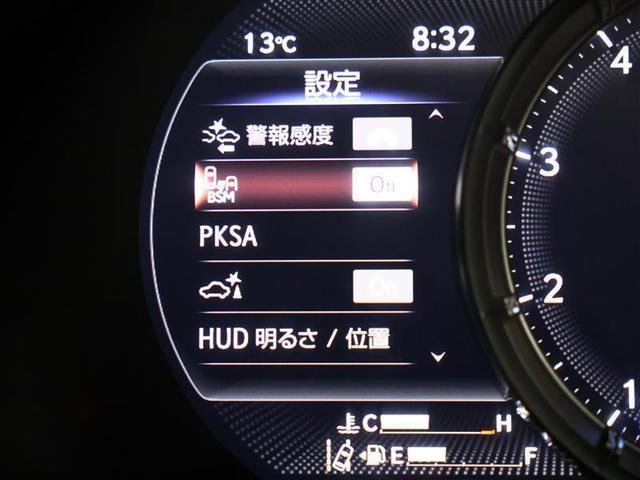 13℃ 8:32
設定
警報感度
BSM On
PKSA
On
HUD 明るさ / 位置
C H
E F
4
3
2
1